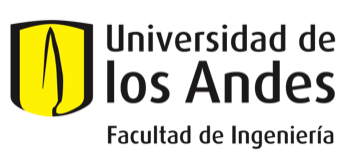 Universidad de
los Andes
Facultad de Ingeniería